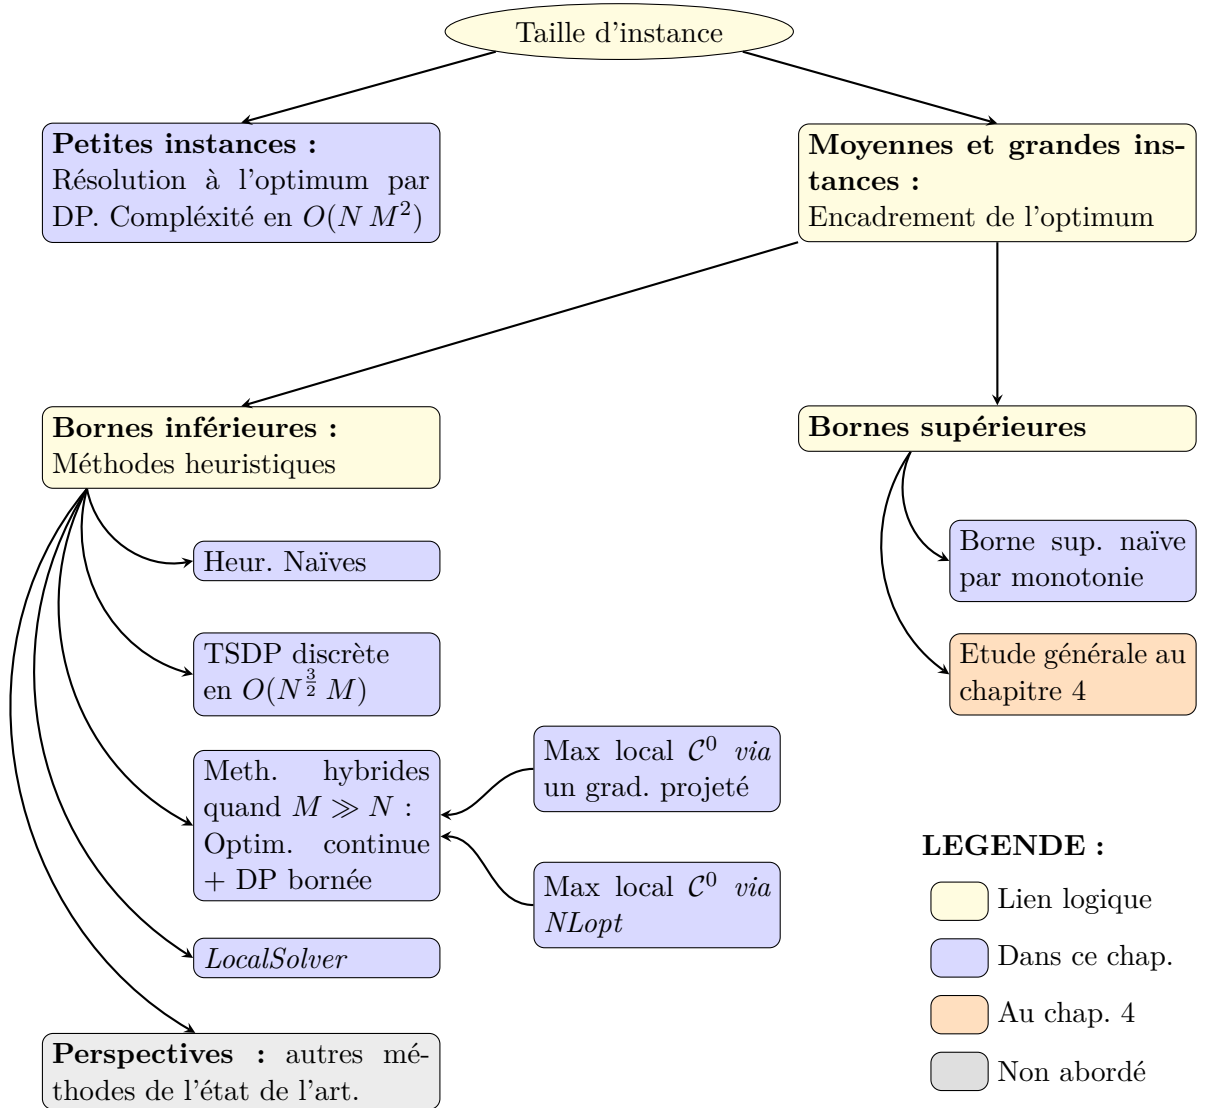 Taille d'instance
Petites instances :
Résolution à l'optimum par
DP. Compléxité en O(N M²)
Moyennes et grandes ins-
tances :
Encadrement de l'optimum
Bornes inférieures :
Méthodes heuristiques
Bornes supérieures
Heur. Naïves
TSDP discrète
en O(N^{3/2} M)
Meth. hybrides
quand M ≫ N :
Optim. continue
+ DP bornée
LocalSolver
Perspectives : autres mé-
thodes de l'état de l'art.
Max local 𝒞⁰ via
un grad. projeté
Max local 𝒞⁰ via
NLopt
Borne sup. naïve
par monotonie
Etude générale au
chapitre 4
LEGENDE :
Lien logique
Dans ce chap.
Au chap. 4
Non abordé